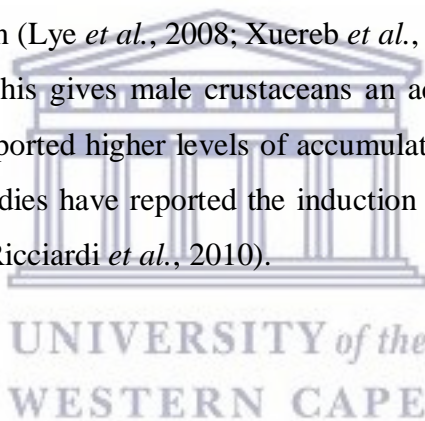 n (Lye et al., 2008; Xuereb et al.,
his gives male crustaceans an a
ported higher levels of accumulat
dies have reported the induction
Ricciardi et al., 2010).
UNIVERSITY of the
WESTERN CAPE